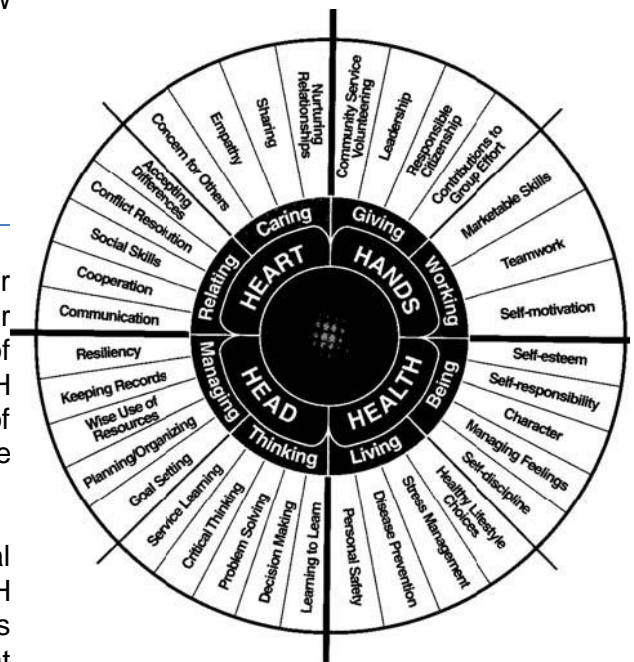 w
r
r
of
H
of
e
al
H
s
nt
Nurturing
Relationships
Sharing
Empathy
Concern for Others
Accepting
Differences
Conflict Resolution
Social Skills
Cooperation
Communication
Community Service
Volunteering
Leadership
Responsible
Citizenship
Contributions to
Group Effort
Marketable Skills
Teamwork
Self-motivation
Caring
Giving
Relating
HEART
HANDS
Working
Managing
HEAD
HEALTH
Being
Thinking
Living
Resiliency
Keeping Records
Wise Use of
Resources
Planning/Organizing
Goal Setting
Service Learning
Critical Thinking
Problem Solving
Decision Making
Learning to Learn
Self-esteem
Self-responsibility
Character
Managing Feelings
Self-discipline
Healthy Lifestyle
Choices
Stress Management
Disease Prevention
Personal Safety